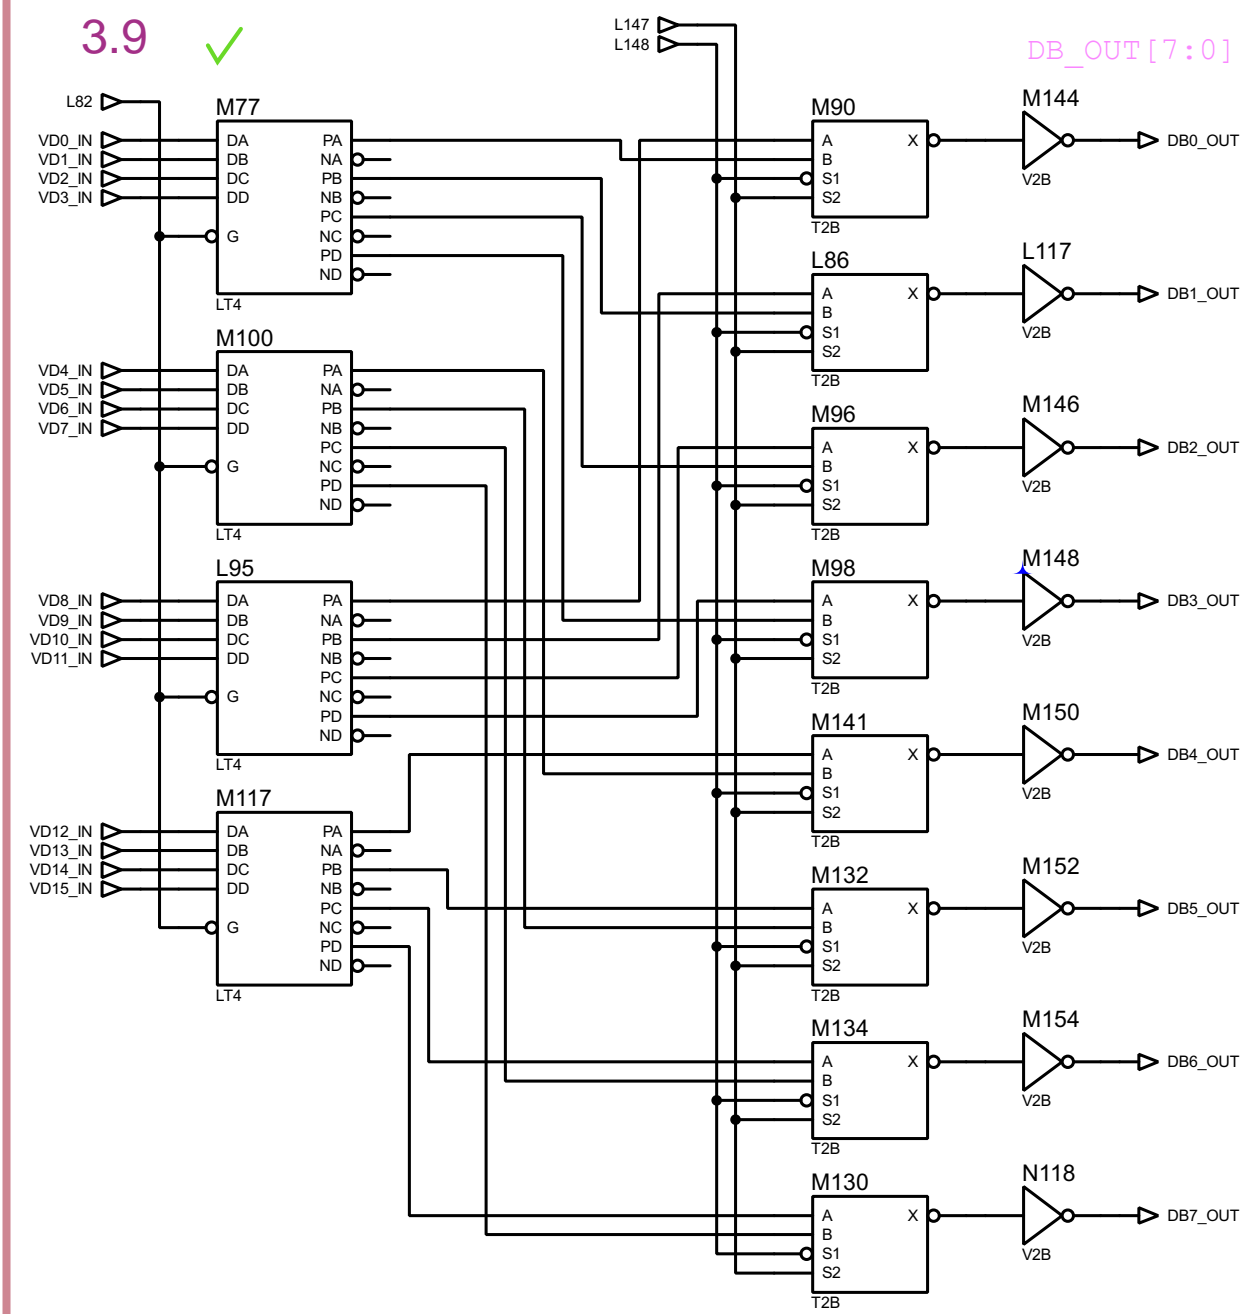 3.9
L147
L148
DB_OUT[7:0]
L82
M77
VD0_IN
VD1_IN
VD2_IN
VD3_IN
DA
DB
DC
DD
G
PA
NA
PB
NB
PC
NC
PD
ND
LT4
M100
VD4_IN
VD5_IN
VD6_IN
VD7_IN
DA
DB
DC
DD
G
PA
NA
PB
NB
PC
NC
PD
ND
LT4
L95
VD8_IN
VD9_IN
VD10_IN
VD11_IN
DA
DB
DC
DD
G
PA
NA
PB
NB
PC
NC
PD
ND
LT4
M117
VD12_IN
VD13_IN
VD14_IN
VD15_IN
DA
DB
DC
DD
G
PA
NA
PB
NB
PC
NC
PD
ND
LT4
M90
A
B
S1
S2
X
T2B
M144
V2B
DB0_OUT
L86
A
B
S1
S2
X
T2B
L117
V2B
DB1_OUT
M96
A
B
S1
S2
X
T2B
M146
V2B
DB2_OUT
M98
A
B
S1
S2
X
T2B
M148
V2B
DB3_OUT
M141
A
B
S1
S2
X
T2B
M150
V2B
DB4_OUT
M132
A
B
S1
S2
X
T2B
M152
V2B
DB5_OUT
M134
A
B
S1
S2
X
T2B
M154
V2B
DB6_OUT
M130
A
B
S1
S2
X
T2B
N118
V2B
DB7_OUT